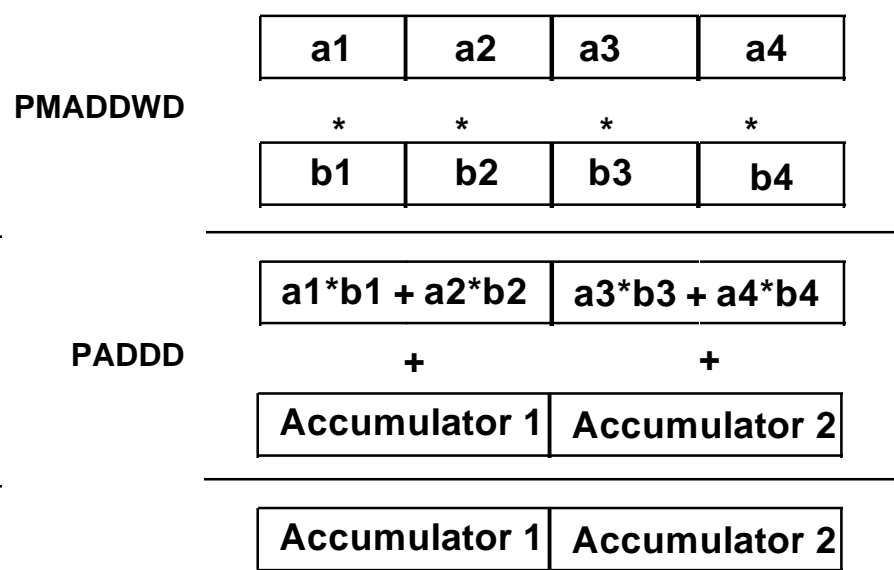 a1 a2 a3 a4
PMADDWD
* * * *
b1 b2 b3 b4
a1*b1 + a2*b2 a3*b3 + a4*b4
PADDD + +
Accumulator 1 Accumulator 2
Accumulator 1 Accumulator 2